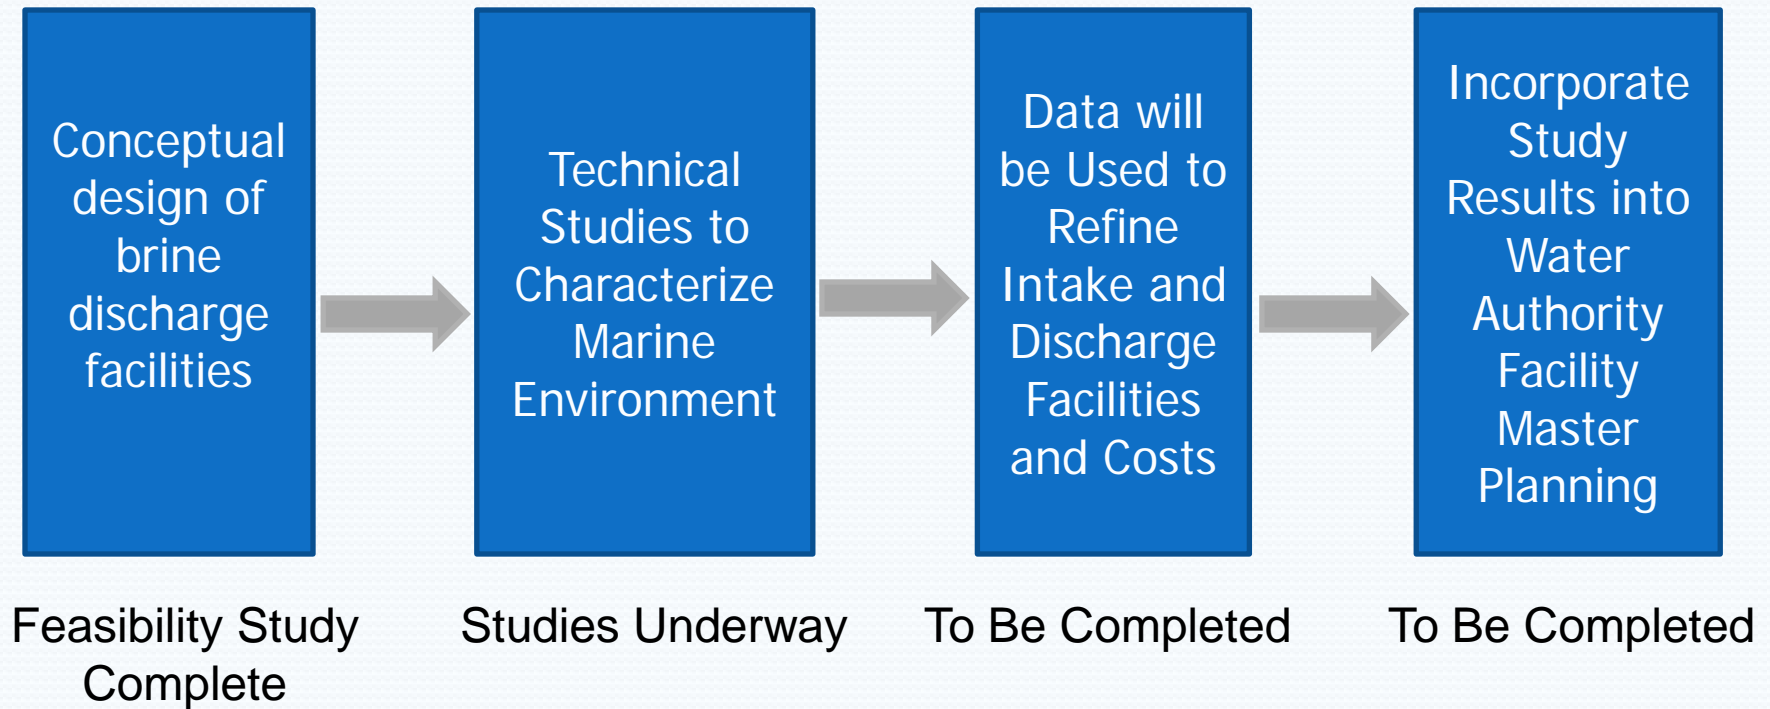 Conceptual
design of
brine
discharge
facilities
Technical
Studies to
Characterize
Marine
Environment
Data will
be Used to
Refine
Intake and
Discharge
Facilities
and Costs
Incorporate
Study
Results into
Water
Authority
Facility
Master
Planning
Feasibility Study
Complete
Studies Underway
To Be Completed
To Be Completed